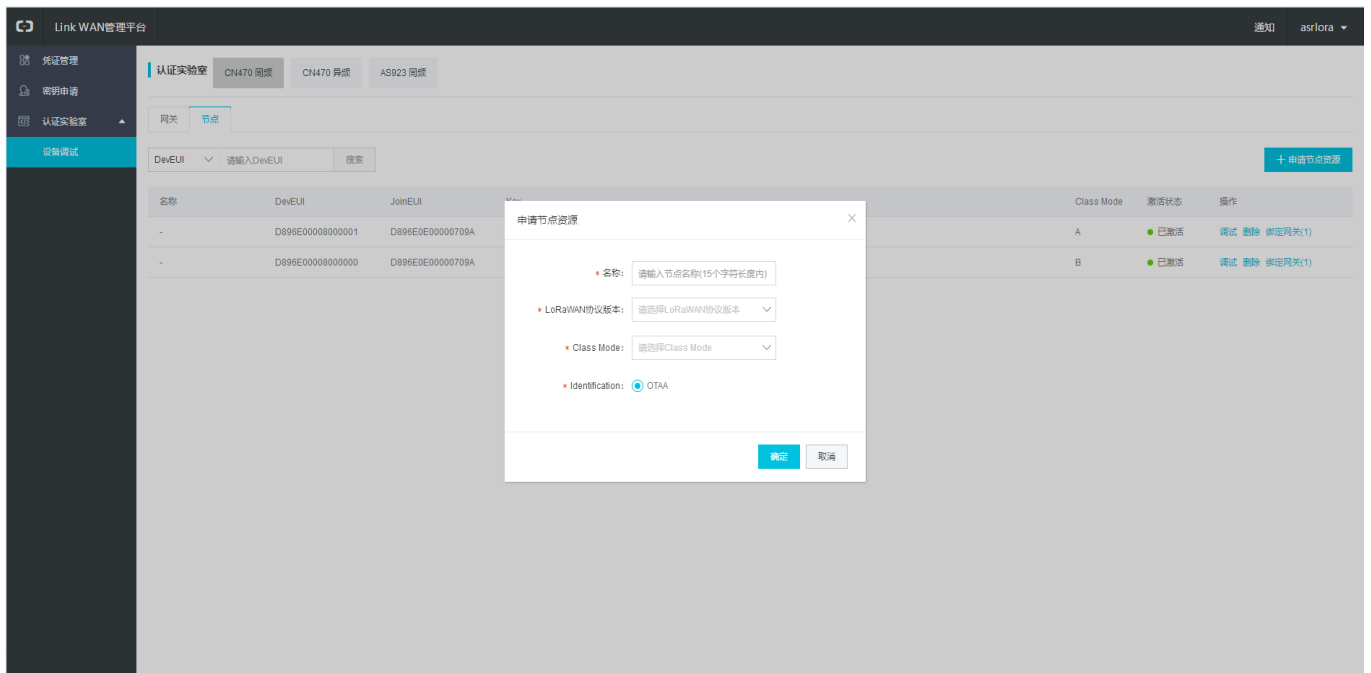 Link WAN管理平台
通知 asrlora
凭证管理
密钥申请
认证实验室
设备调试
认证实验室 CN470 同频 CN470 异频 AS923 同频
网关 节点
DevEUI 请输入DevEUI 搜索
+ 申请节点资源
名称 DevEUI JoinEUI Key Class Mode 激活状态 操作
- D896E00008000001 D896E0E00000709A A 已激活 调试 删除 绑定网关(1)
- D896E00008000000 D896E0E00000709A B 已激活 调试 删除 绑定网关(1)
申请节点资源
* 名称: 请输入节点名称(15个字符长度内)
* LoRaWAN协议版本: 请选择LoRaWAN协议版本
* Class Mode: 请选择Class Mode
* Identification: OTAA
确定 取消